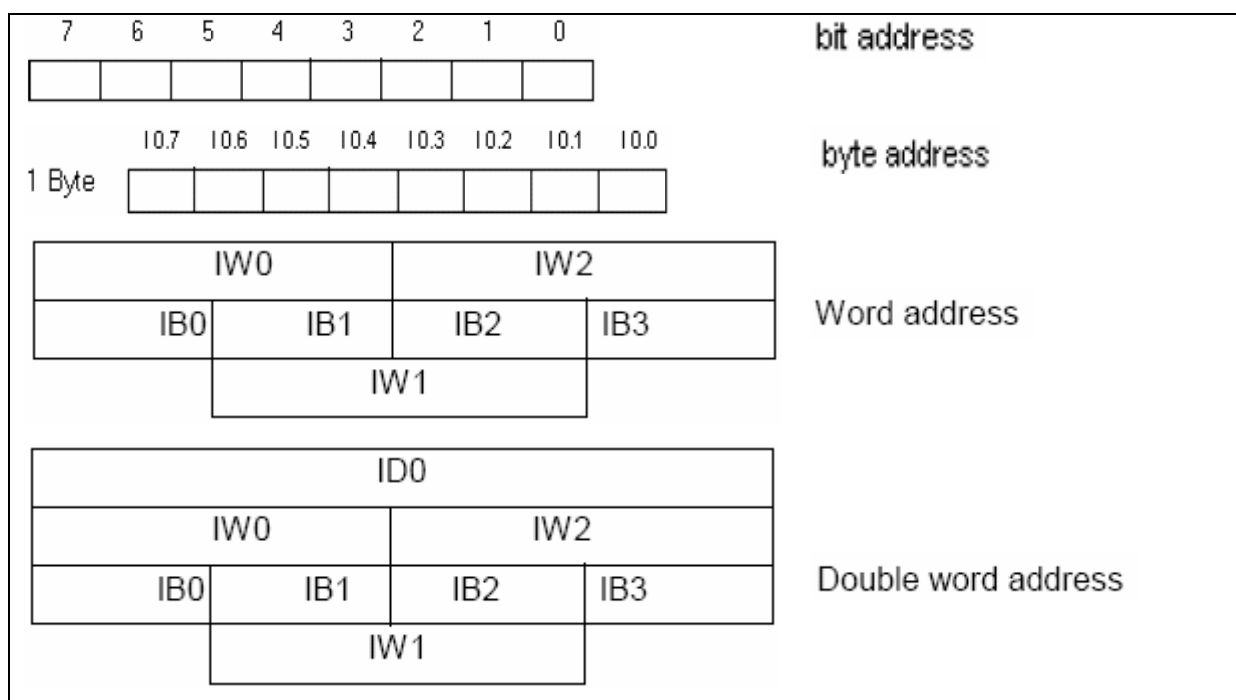 7 6 5 4 3 2 1 0 bit address
I0.7 I0.6 I0.5 I0.4 I0.3 I0.2 I0.1 I0.0 byte address
1 Byte
IW0 IW2
IB0 IB1 IB2 IB3 Word address
IW1
ID0
IW0 IW2
IB0 IB1 IB2 IB3 Double word address
IW1